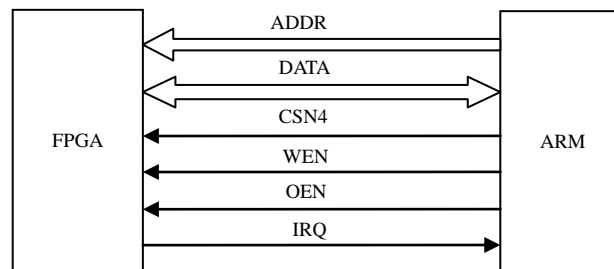 ADDR
DATA
CSN4
FPGA
ARM
WEN
OEN
IRQ